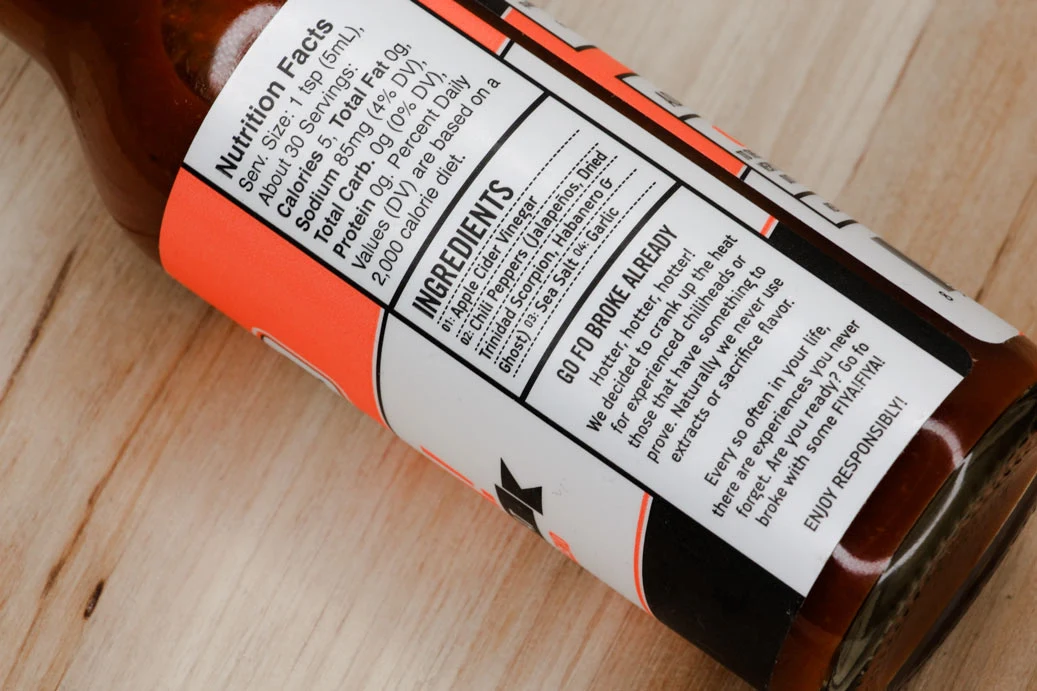 Nutrition Facts
Serv. Size: 1 tsp (5mL),
About 30 Servings:
Calories 5, Total Fat 0g,
Sodium 85mg (4% DV),
Total Carb. 0g (0% DV),
Protein 0g, Percent Daily
Values (DV) are based on a
2,000 calorie diet.
INGREDIENTS
01: Apple Cider Vinegar
02: Chili Peppers (Jalapeños, Dried
Trinidad Scorpion, Habanero G
Ghost) 03: Sea Salt 04: Garlic
GO FO BROKE ALREADY
Hotter, hotter, hotter!
We decided to crank up the heat
for experienced chiliheads or
those that have something to
prove. Naturally we never use
extracts or sacrifice flavor.
Every so often in your life,
there are experiences you never
forget. Are you ready? Go fo
broke with some FIYAIFIYA!
ENJOY RESPONSIBLY!